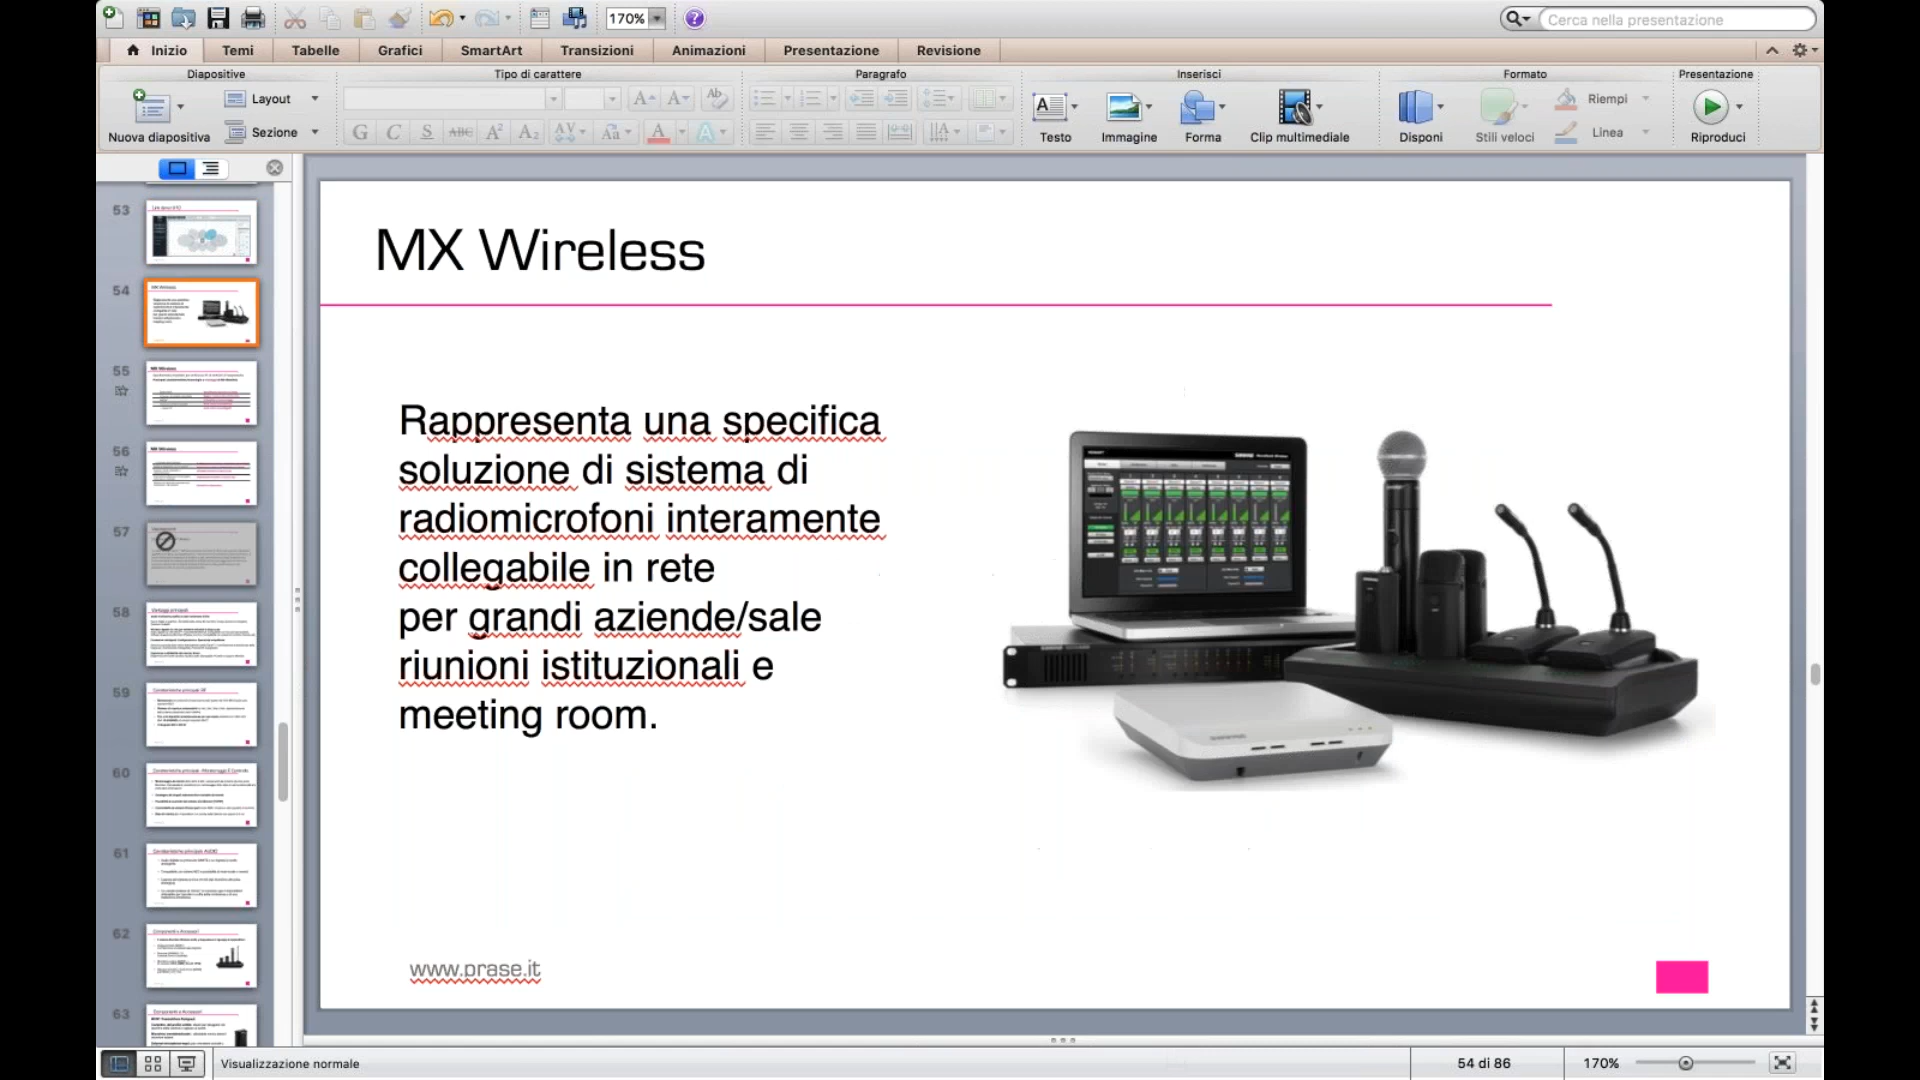 170%
Cerca nella presentazione
Inizio
Temi
Tabelle
Grafici
SmartArt
Transizioni
Animazioni
Presentazione
Revisione
Diapositive
Tipo di carattere
Paragrafo
Inserisci
Formato
Presentazione
Nuova diapositiva
Layout
Sezione
Testo
Immagine
Forma
Clip multimediale
Disponi
Stili veloci
Riempi
Linea
Riproduci
53
54
55
56
57
58
59
60
61
62
63
MX Wireless
Rappresenta una specifica
soluzione di sistema di
radiomicrofoni interamente
collegabile in rete
per grandi aziende/sale
riunioni istituzionali e
meeting room.
www.prase.it
Visualizzazione normale
54 di 86
170%